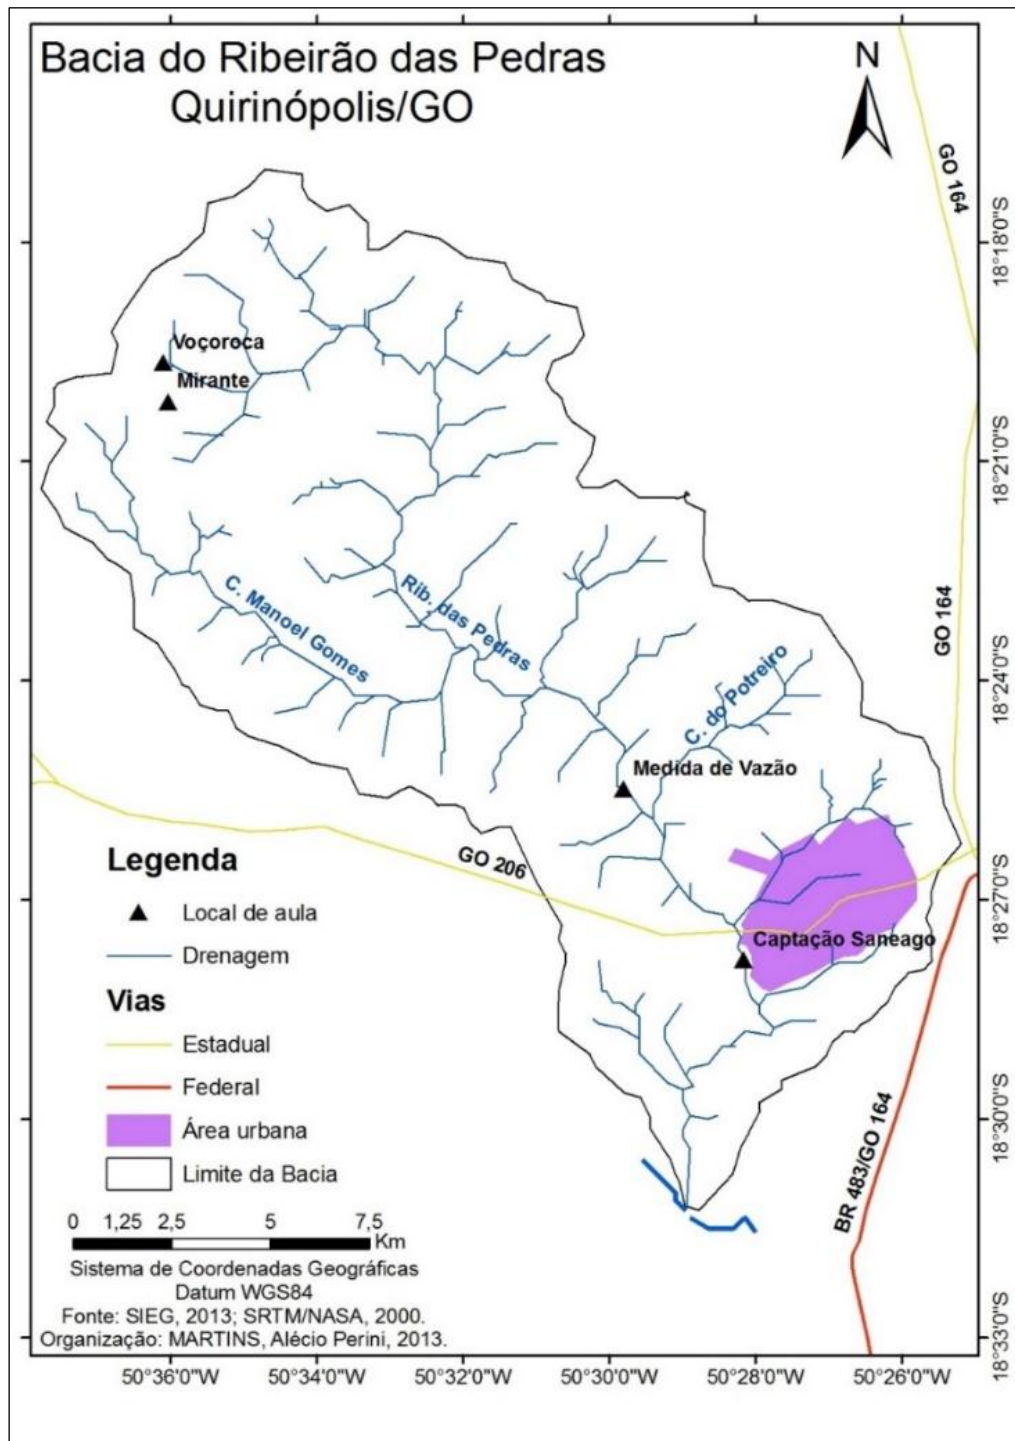 Bacia do Ribeirão das Pedras
Quirinópolis/GO
N
GO 164
18°18'0"S
Voçoroca
Mirante
18°21'0"S
C. Manoel Gomes
Rib. das Pedras
GO 164
18°24'0"S
C. do Potreiro
Medida de Vazão
GO 206
18°27'0"S
Captação Saneago
Legenda
Local de aula
Drenagem
Vias
Estadual
Federal
Área urbana
Limite da Bacia
18°30'0"S
BR 483/GO 164
0 1,25 2,5 5 7,5
Km
Sistema de Coordenadas Geográficas
Datum WGS84
Fonte: SIEG, 2013; SRTM/NASA, 2000.
Organização: MARTINS, Alécio Perini, 2013.
18°33'0"S
50°36'0"W 50°34'0"W 50°32'0"W 50°30'0"W 50°28'0"W 50°26'0"W